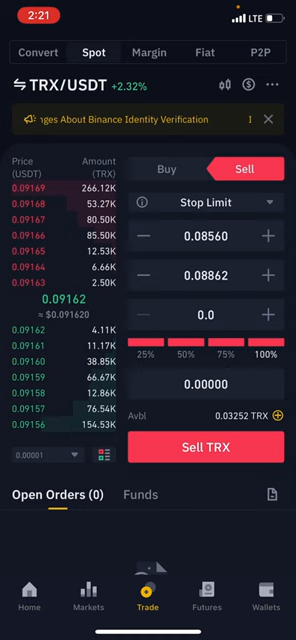 2:21 LTE
Convert Spot Margin Fiat P2P
TRX/USDT +2.32%
nges About Binance Identity Verification
Price (USDT) Amount (TRX)
0.09169 266.12K
0.09168 53.27K
0.09167 80.50K
0.09166 85.50K
0.09165 12.53K
0.09164 6.66K
0.09163 2.50K
0.09162
≈ $0.091620
0.09162 4.11K
0.09161 11.17K
0.09160 38.85K
0.09159 66.67K
0.09158 12.86K
0.09157 76.54K
0.09156 154.53K
0.00001
Buy Sell
Stop Limit
0.08560
0.08862
0.0
25% 50% 75% 100%
0.00000
Avbl 0.03252 TRX
Sell TRX
Open Orders (0) Funds
Home Markets Trade Futures Wallets